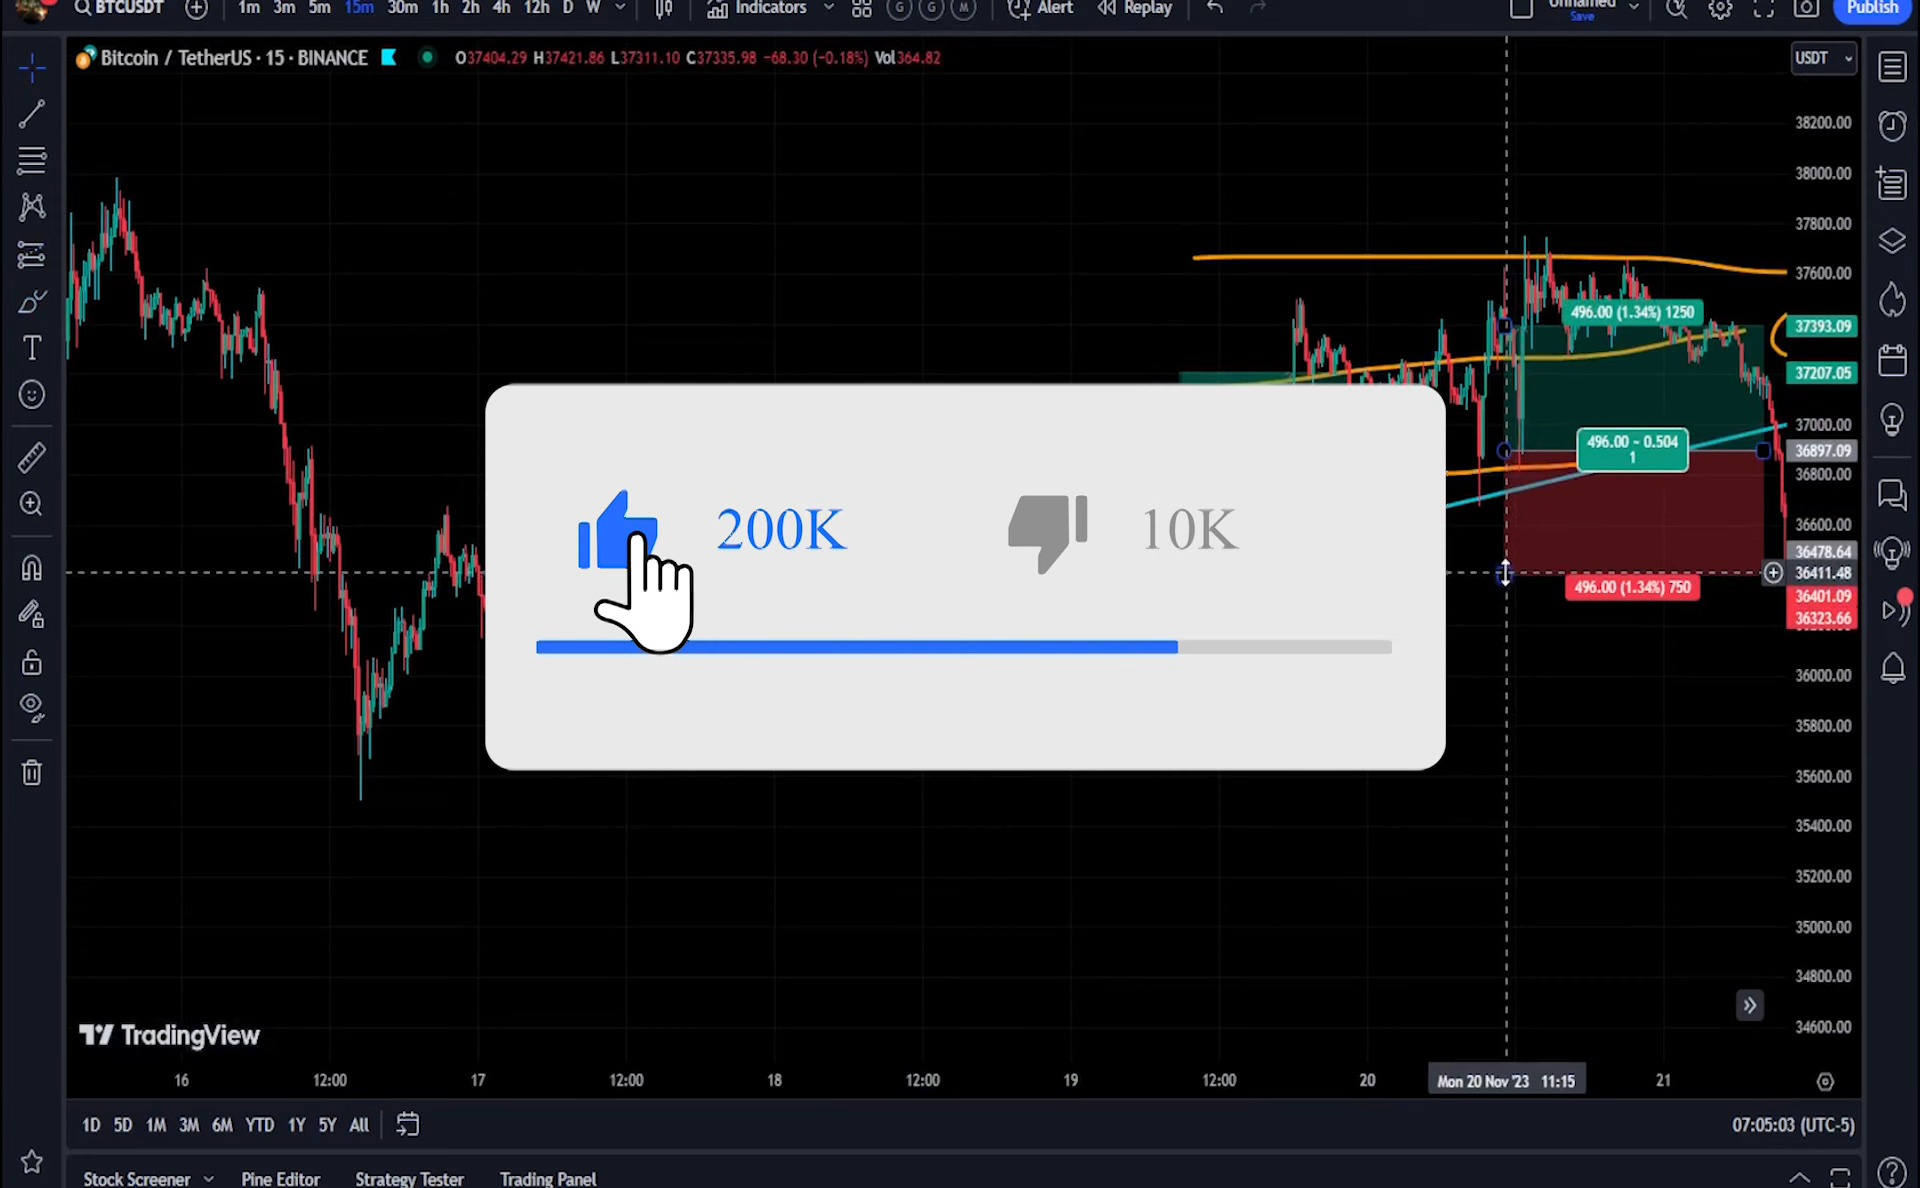 BTCUSDT 1m 3m 5m 15m 30m 1h 2h 4h 12h D W Indicators G G M Alert Replay Unnamed Save Publish
Bitcoin / TetherUS · 15 · BINANCE O37404.29 H37421.86 L37311.10 C37335.98 −68.30 (−0.18%) Vol364.82 USDT
38200.00
38000.00
37800.00
37600.00
496.00 (1.34%) 1250
37393.09
37207.05
37000.00
496.00 ~ 0.504
1
36897.09
36800.00
200K 10K
36600.00
36478.64
36411.48
496.00 (1.34%) 750
36401.09
36323.66
36000.00
35800.00
35600.00
35400.00
35200.00
35000.00
34800.00
34600.00
TradingView
16 12:00 17 12:00 18 12:00 19 12:00 20 Mon 20 Nov '23 11:15 21
1D 5D 1M 3M 6M YTD 1Y 5Y All 07:05:03 (UTC-5)
Stock Screener Pine Editor Strategy Tester Trading Panel